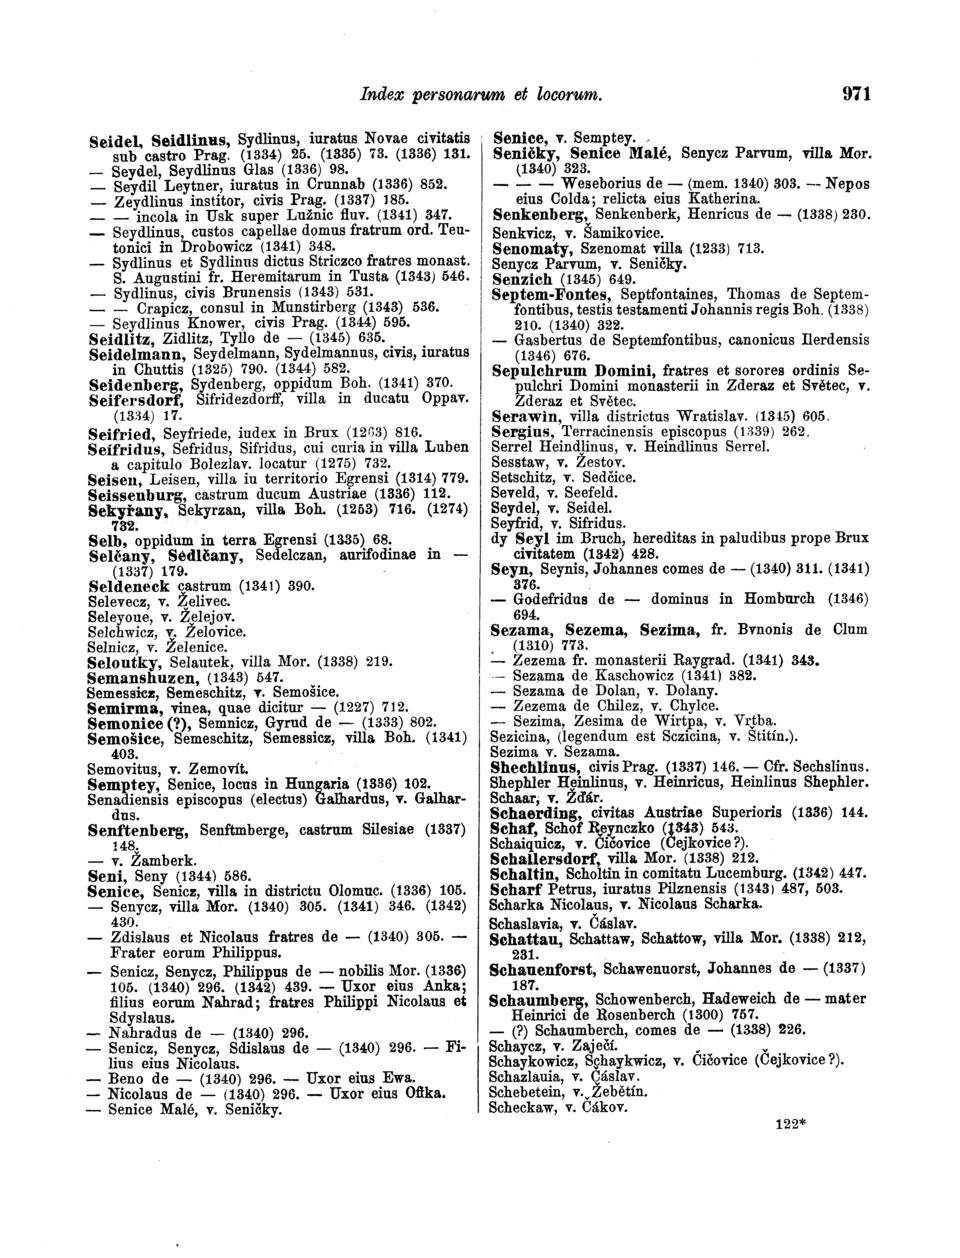 Index personarum et locorum. 971
Seidel, Seidlinus, Sydlinus, iuratus Novae civitatis
sub castro Prag. (1334) 25. (1335) 73. (1336) 131.
— Seydel, Seydlinus Glas (1336) 98.
— Seydil Leytner, iuratus in Crunnab (1336) 852.
— Zeydlinus institor, civis Prag. (1337) 185.
— — incola in Usk super Lužnic fluv. (1341) 347.
— Seydlinus, custos capellae domus fratrum ord. Teu-
tonici in Drobowicz (1341) 348.
— Sydlinus et Sydlinus dictus Striczco fratres monast.
S. Augustini fr. Heremitarum in Tusta (1343) 546.
— Sydlinus, civis Brunensis (1343) 531.
— — Crapicz, consul in Munstirberg (1343) 536.
— Seydlinus Knower, civis Prag. (1344) 595.
Seidlitz, Zidlitz, Tyllo de — (1345) 635.
Seidelmann, Seydelmann, Sydelmannus, civis, iuratus
in Chuttis (1325) 790. (1344) 582.
Seidenberg, Sydenberg, oppidum Boh. (1341) 370.
Seifersdorf, Sifridezdorff, villa in ducatu Oppav.
(1334) 17.
Seifried, Seyfriede, iudex in Brux (1263) 816.
Seifridus, Sefridus, Sifridus, cui curia in villa Luben
a capitulo Bolezlav. locatur (1275) 732.
Seisen, Leisen, villa iu territorio Egrensi (1314) 779.
Seissenburg, castrum ducum Austriae (1336) 112.
Sekyřany, Sekyrzan, villa Boh. (1253) 716. (1274)
732.
Selb, oppidum in terra Egrensi (1335) 68.
Selčany, Sedlčany, Sedelczan, aurifodinae in —
(1337) 179.
Seldeneck castrum (1341) 390.
Selevecz, v. Želivec.
Seleyoue, v. Želejov.
Selchwicz, v. Želovice.
Selnicz, v. Želenice.
Seloutky, Selautek, villa Mor. (1338) 219.
Semanshuzen, (1343) 547.
Semessicz, Semeschitz, v. Semošice.
Semirma, vinea, quae dicitur — (1227) 712.
Semonice (?), Semnicz, Gyrud de — (1333) 802.
Semošice, Semeschitz, Semessicz, villa Boh. (1341)
403.
Semovitus, v. Zemovít.
Semptey, Senice, locus in Hungaria (1336) 102.
Senadiensis episcopus (electus) Galhardus, v. Galhar-
dus.
Senftenberg, Senftmberge, castrum Silesiae (1337)
148.
— v. Žamberk.
Seni, Seny (1344) 586.
Senice, Senicz, villa in districtu Olomuc. (1336) 105.
— Senycz, villa Mor. (1340) 305. (1341) 346. (1342)
430.
— Zdislaus et Nicolaus fratres de — (1340) 305. —
Frater eorum Philippus.
— Senicz, Senycz, Philippus de — nobilis Mor. (1336)
105. (1340) 296. (1342) 439. — Uxor eius Anka;
filius eorum Nahrad; fratres Philippi Nicolaus et
Sdyslaus.
— Nahradus de — (1340) 296.
— Senicz, Senycz, Sdislaus de — (1340) 296. — Fi-
lius eius Nicolaus.
— Beno de — (1340) 296. — Uxor eius Ewa.
— Nicolaus de — (1340) 296. — Uxor eius Offka.
— Senice Malé, v. Seničky.
Senice, v. Semptey.
Seničky, Senice Malé, Senycz Parvum, villa Mor.
(1340) 323.
— — — Weseborius de — (mem. 1340) 303. — Nepos
eius Colda; relicta eius Katherina.
Senkenberg, Senkenberk, Henricus de — (1338) 230.
Senkvicz, v. Šamikovice.
Senomaty, Szenomat villa (1233) 713.
Senycz Parvum, v. Seničky.
Senzich (1345) 649.
Septem-Fontes, Septfontaines, Thomas de Septem-
fontibus, testis testamenti Johannis regis Boh. (1338)
210. (1340) 322.
— Gasbertus de Septemfontibus, canonicus Ilerdensis
(1346) 676.
Sepulchrum Domini, fratres et sorores ordinis Se-
pulchri Domini monasterii in Zderaz et Světec, v.
Zderaz et Světec.
Serawin, villa districtus Wratislav. (1345) 605.
Sergius, Terracinensis episcopus (1339) 262.
Serrel Heindlinus, v. Heindlinus Serrel.
Sesstaw, v. Žestov.
Setschitz, v. Sedčice.
Seveld, v. Seefeld.
Seydel, v. Seidel.
Seyfrid, v. Sifridus.
dy Seyl im Bruch, hereditas in paludibus prope Brux
civitatem (1342) 428.
Seyn, Seynis, Johannes comes de — (1340) 311. (1341)
376.
— Godefridus de — dominus in Homburch (1346)
694.
Sezama, Sezema, Sezima, fr. Bvnonis de Clum
(1310) 773.
— Zezema fr. monasterii Raygrad. (1341) 343.
— Sezama de Kaschowicz (1341) 382.
— Sezama de Dolan, v. Dolany.
— Zezema de Chilez, v. Chylce.
— Sezima, Zesima de Wirtpa, v. Vrtba.
Sezicina, (legendum est Sczicina, v. Štitín.).
Sezima v. Sezama.
Shechlinus, civis Prag. (1337) 146. — Cfr. Sechslinus.
Shephler Heinlinus, v. Heinricus, Heinlinus Shephler.
Schaar, v. Žďár.
Schaerding, civitas Austriae Superioris (1336) 144.
Schaf, Schof Reynczko (1343) 543.
Schaiquicz, v. Čičovice (Čejkovice?).
Schallersdorf, villa Mor. (1338) 212.
Schaltin, Scholtin in comitatu Lucemburg. (1342) 447.
Scharf Petrus, iuratus Pilznensis (1343) 487, 503.
Scharka Nicolaus, v. Nicolaus Scharka.
Schaslavia, v. Čáslav.
Schattau, Schattaw, Schattow, villa Mor. (1338) 212,
231.
Schauenforst, Schawenuorst, Johannes de — (1337)
187.
Schaumberg, Schowenberch, Hadeweich de — mater
Heinrici de Rosenberch (1300) 757.
— (?) Schaumberch, comes de — (1338) 226.
Schaycz, v. Zaječí.
Schaykowicz, Schaykwicz, v. Čičovice (Čejkovice?).
Schazlauia, v. Čáslav.
Schebetein, v. Žebětín.
Scheckaw, v. Čákov.
122*